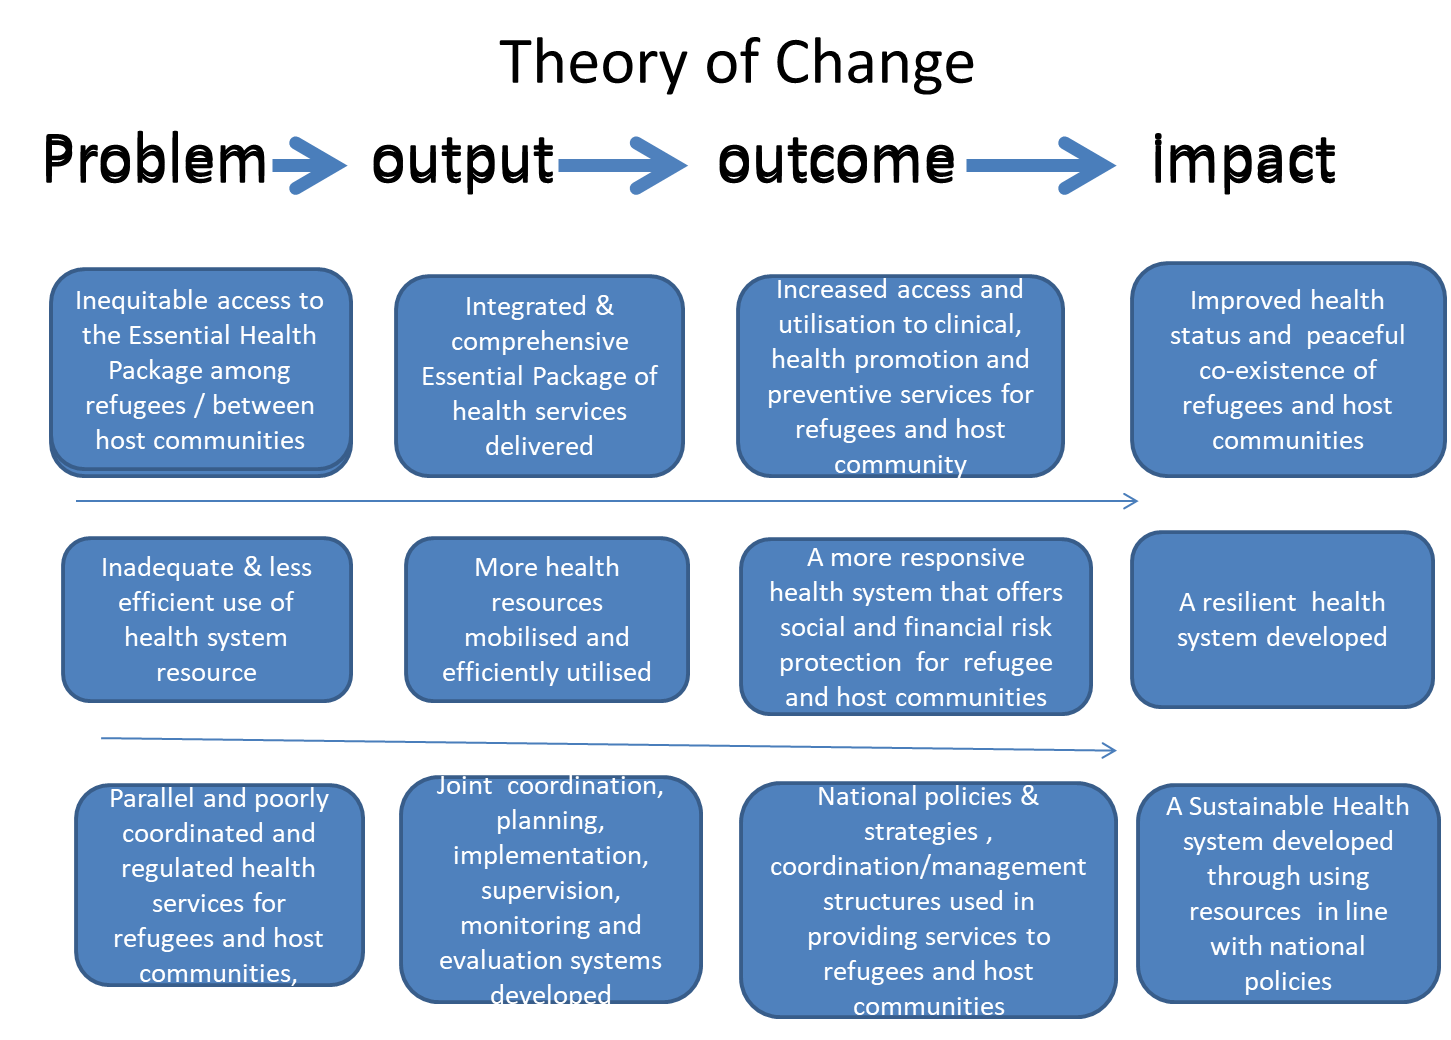 Theory of Change
Problem
output
outcome
impact
Inequitable access to
the Essential Health
Package among
refugees / between
host communities
Integrated &
comprehensive
Essential Package of
health services
delivered
Increased access and
utilisation to clinical,
health promotion and
preventive services for
refugees and host
community
Improved health
status and peaceful
co-existence of
refugees and host
communities
Inadequate & less
efficient use of
health system
resource
More health
resources
mobilised and
efficiently utilised
A more responsive
health system that offers
social and financial risk
protection for refugee
and host communities
A resilient health
system developed
Parallel and poorly
coordinated and
regulated health
services for
refugees and host
communities,
Joint coordination,
planning,
implementation,
supervision,
monitoring and
evaluation systems
developed
National policies &
strategies ,
coordination/management
structures used in
providing services to
refugees and host
communities
A Sustainable Health
system developed
through using
resources in line
with national
policies